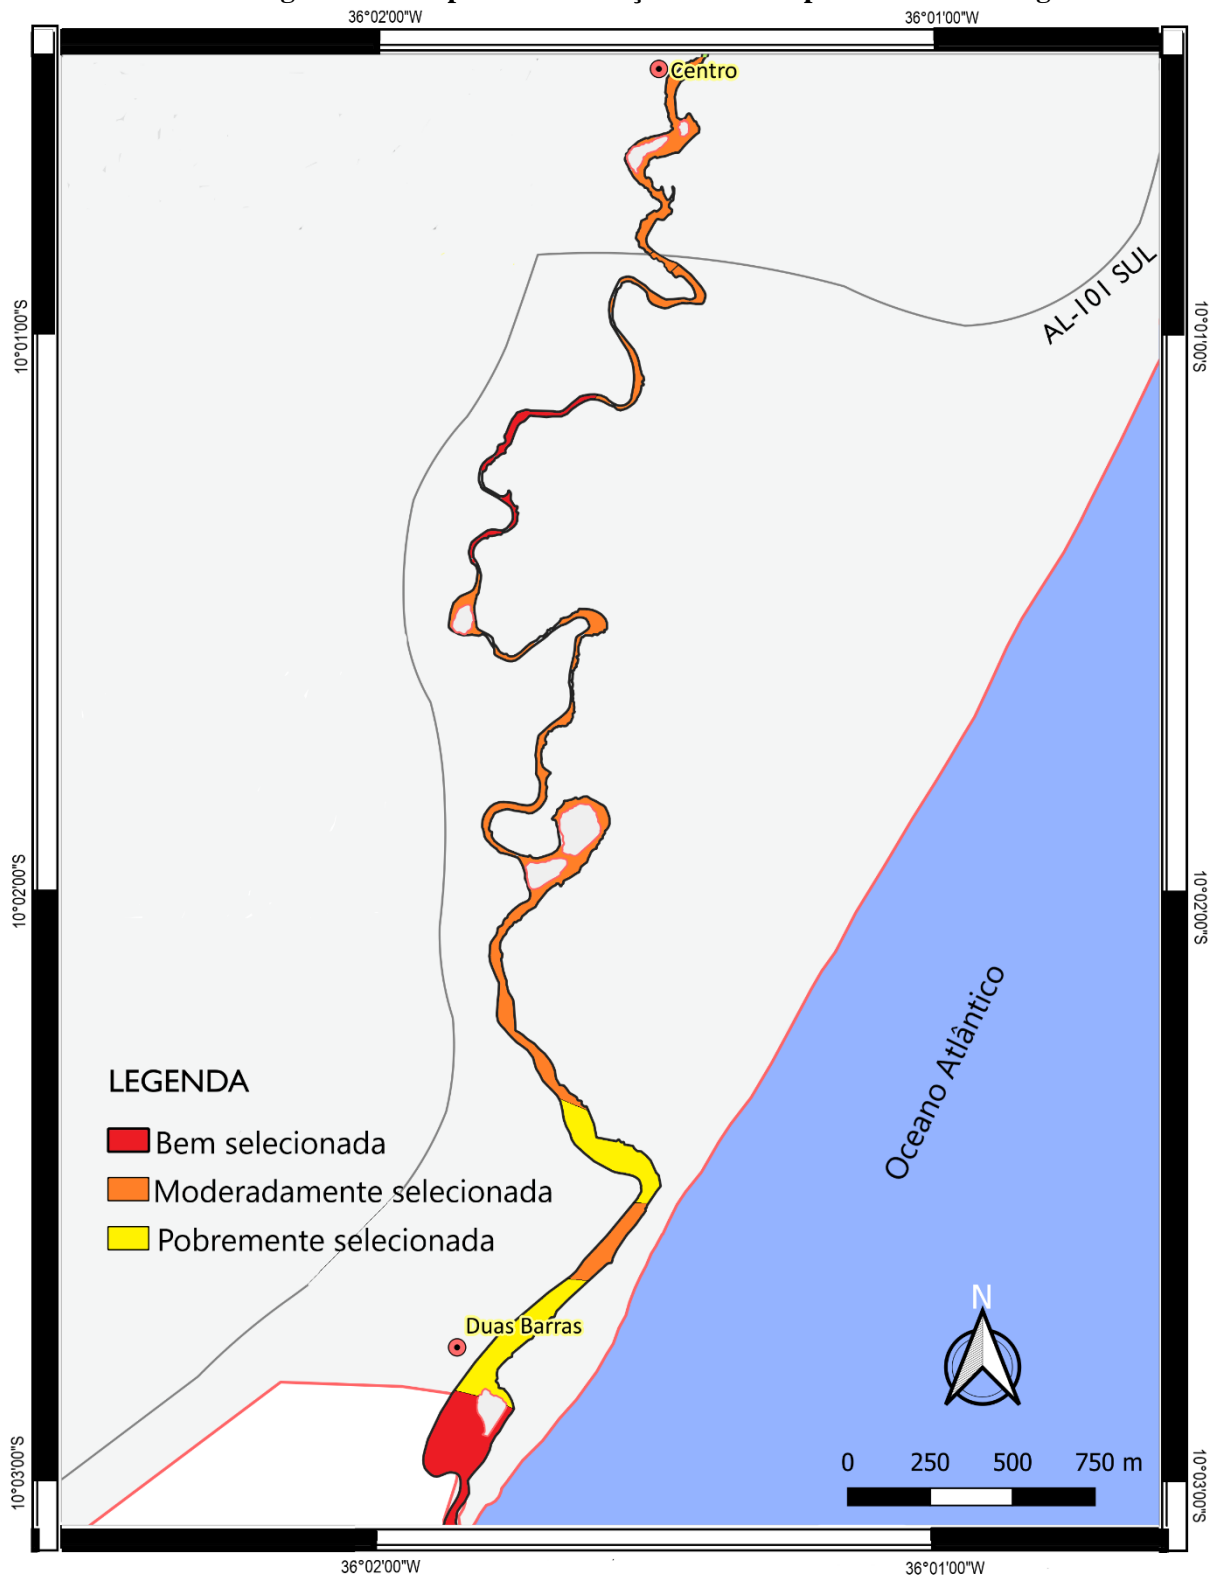 36°02'00"W
36°01'00"W
Centro
AL-101 SUL
10°01'00"S
10°01'00"S
10°02'00"S
10°02'00"S
Oceano Atlântico
LEGENDA
Bem selecionada
Moderadamente selecionada
Pobremente selecionada
Duas Barras
N
0 250 500 750 m
10°03'00"S
10°03'00"S
36°02'00"W
36°01'00"W